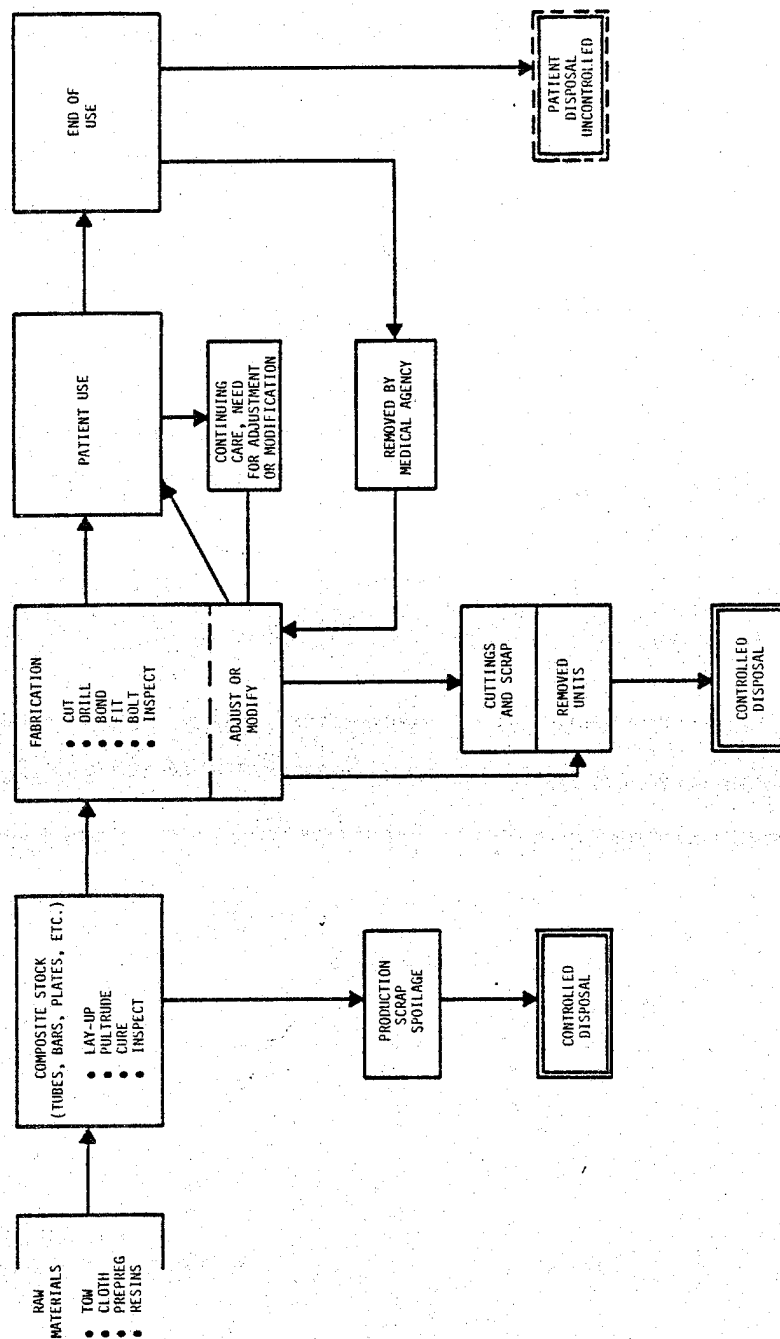 RAW
MATERIALS
• TOW
• CLOTH
• PREPREG
• RESINS
COMPOSITE STOCK
(TUBES, BARS, PLATES, ETC.)
• LAY-UP
• PULTRUDE
• CURE
• INSPECT
FABRICATION
• CUT
• DRILL
• BOND
• FIT
• BOLT
• INSPECT
ADJUST OR
MODIFY
PATIENT USE
END OF
USE
CONTINUING
CARE, NEED
FOR ADJUSTMENT
OR MODIFICATION
REMOVED BY
MEDICAL AGENCY
PRODUCTION
SCRAP
SPOILAGE
CUTTINGS
AND SCRAP
REMOVED
UNITS
PATIENT
DISPOSAL
UNCONTROLLED
CONTROLLED
DISPOSAL
CONTROLLED
DISPOSAL